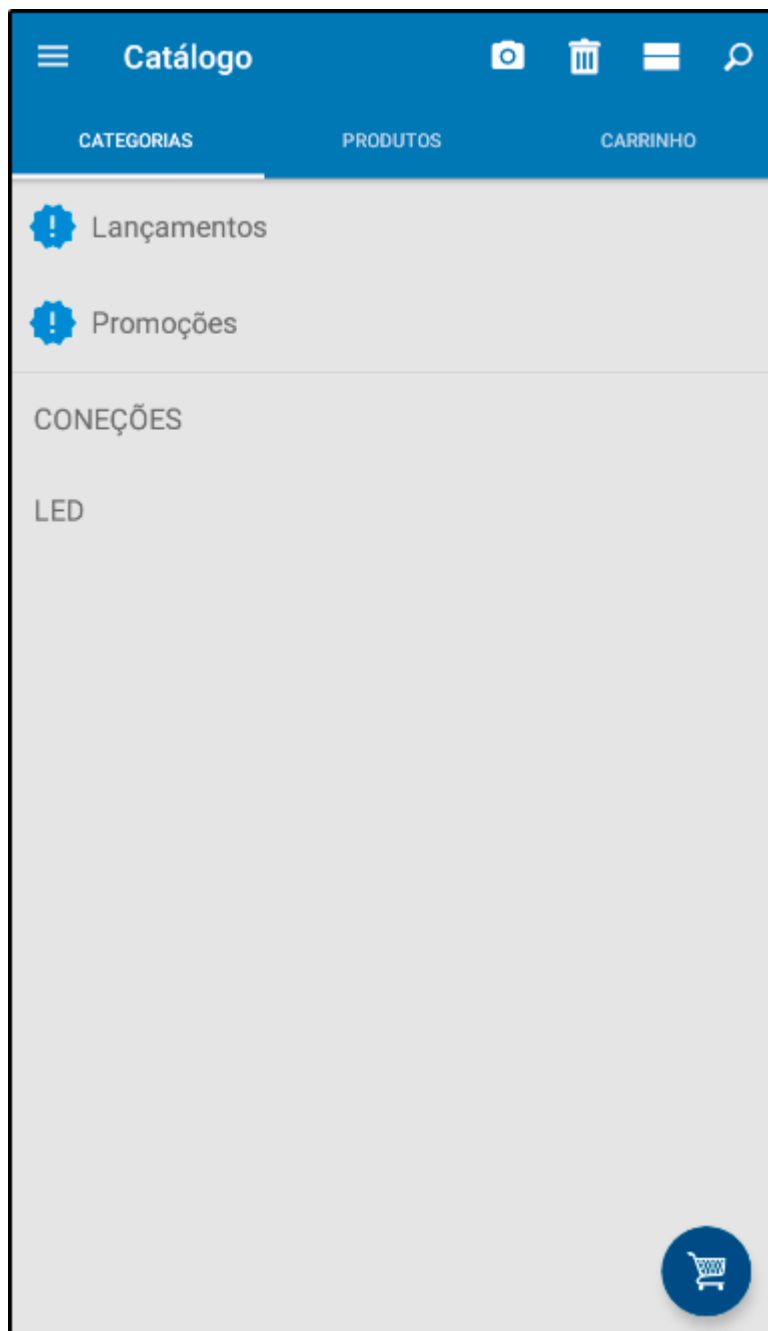 Catálogo
CATEGORIAS PRODUTOS CARRINHO
Lançamentos
Promoções
CONEÇÕES
LED